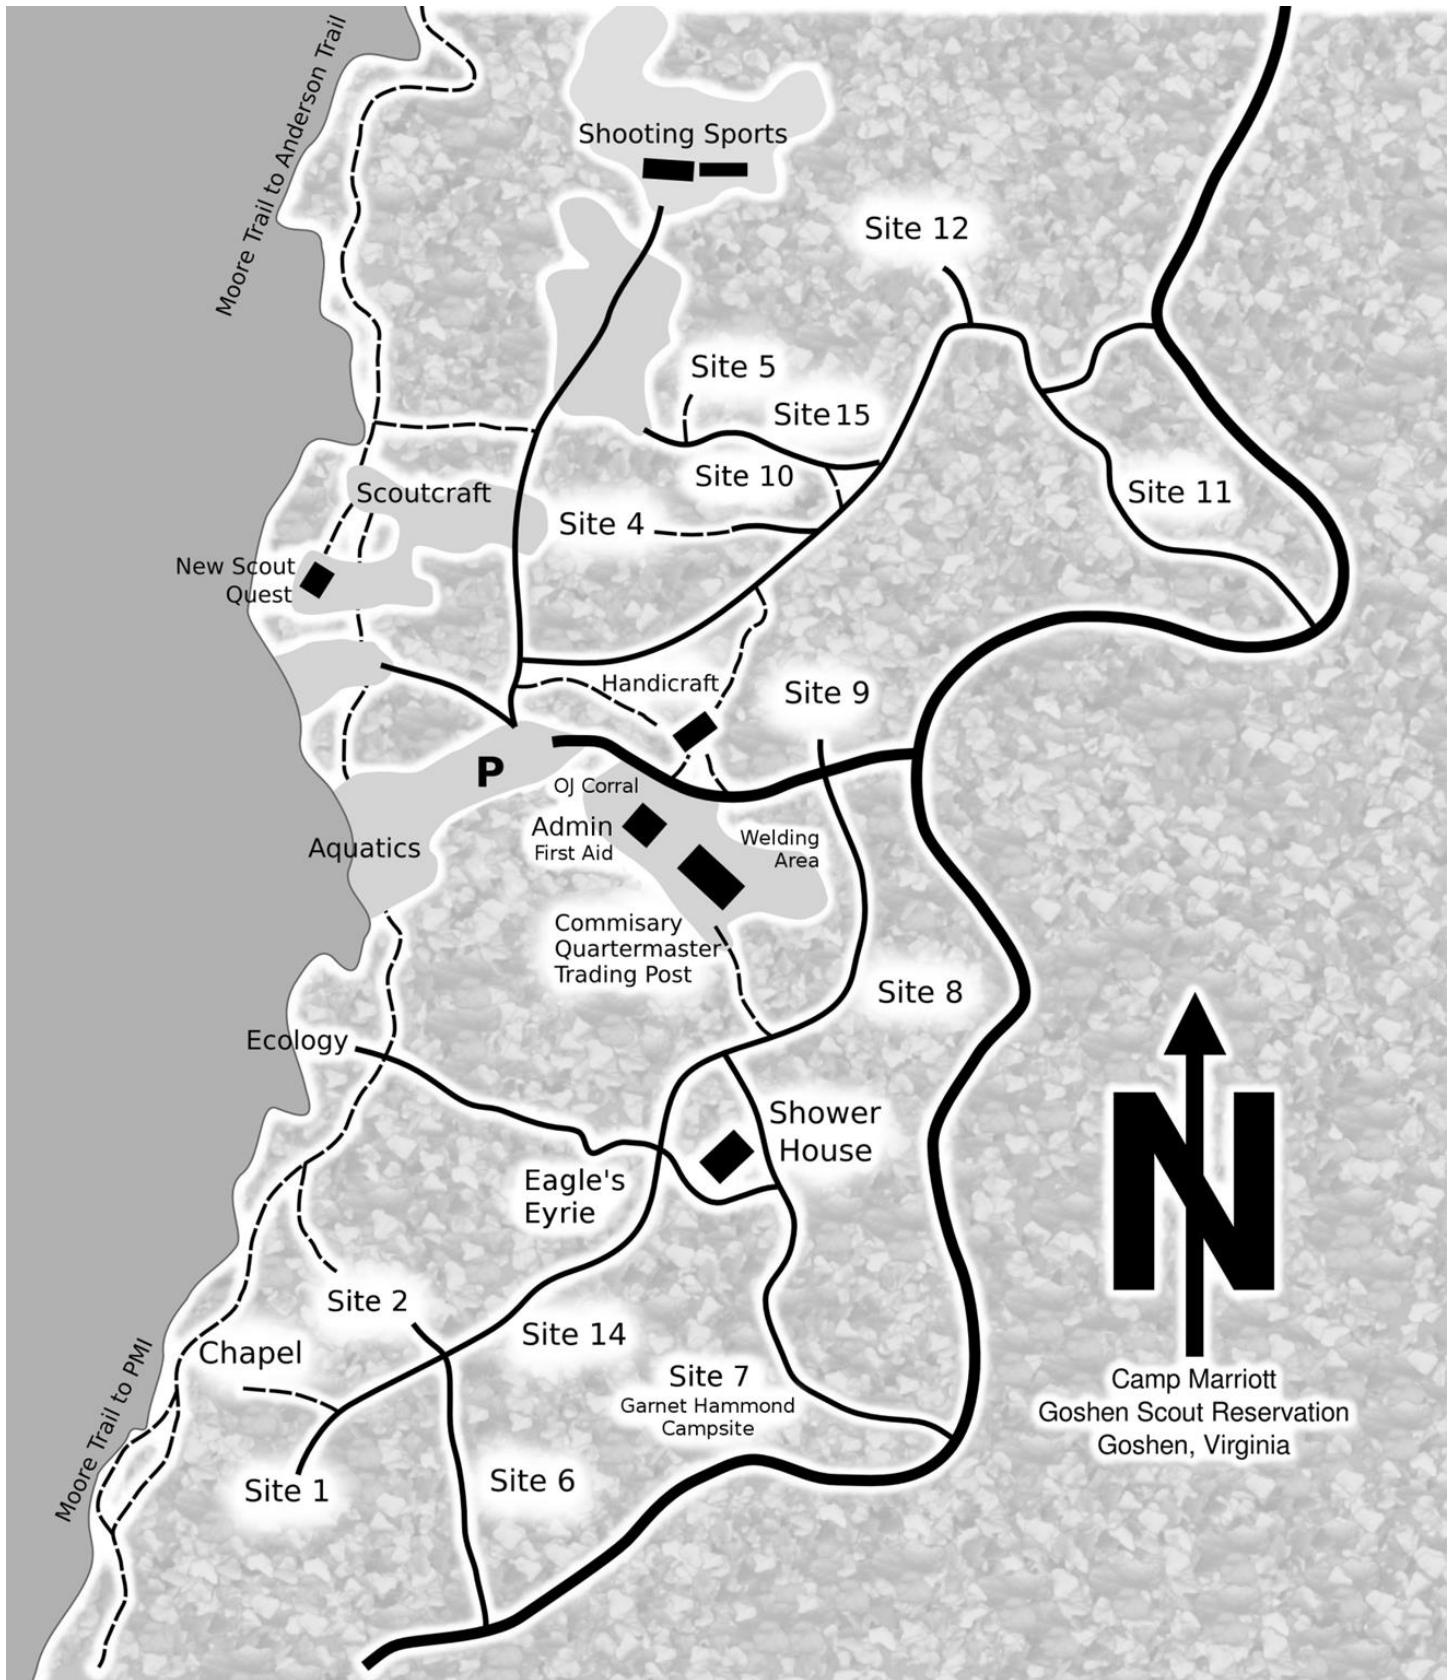 Moore Trail to Anderson Trail
Shooting Sports
Site 12
Site 5
Site 15
Site 10
Site 11
Scoutcraft
Site 4
New Scout
Quest
Handicraft
Site 9
P
OJ Corral
Admin
First Aid
Welding
Area
Aquatics
Commisary
Quartermaster
Trading Post
Site 8
Ecology
Shower
House
Eagle's
Eyrie
N
Site 2
Site 14
Chapel
Site 7
Garnet Hammond
Campsite
Camp Marriott
Goshen Scout Reservation
Goshen, Virginia
Moore Trail to PMI
Site 1
Site 6